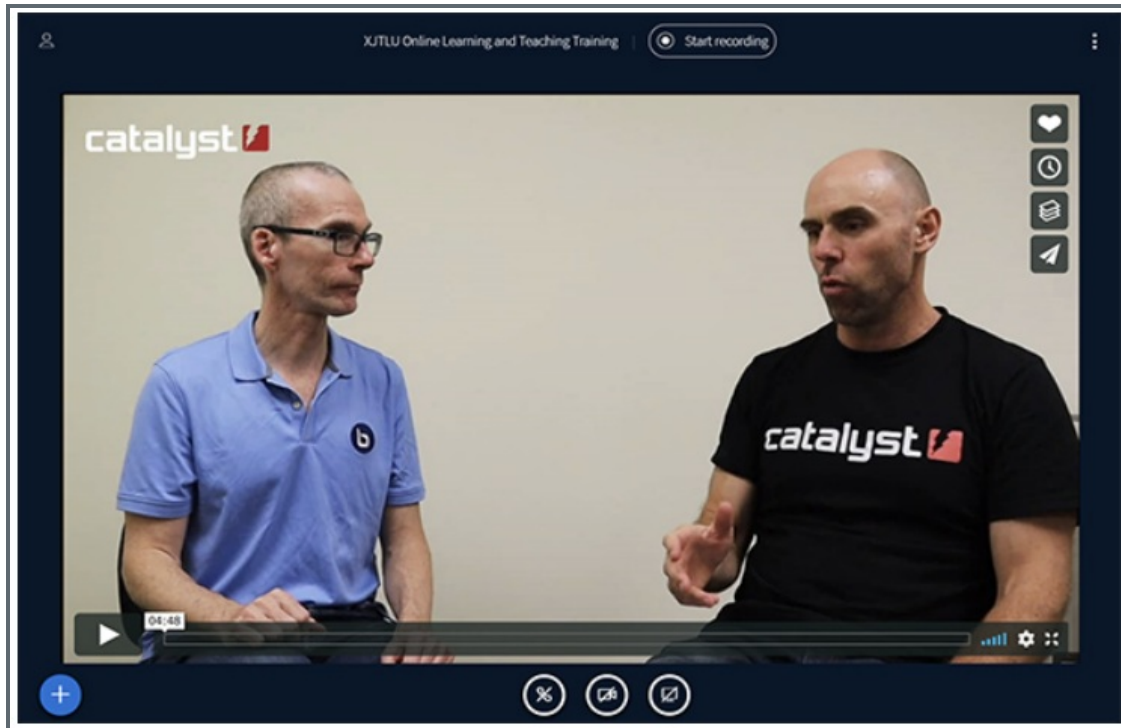 XJTLU Online Learning and Teaching Training
Start recording
catalyst
b
catalyst
04:48